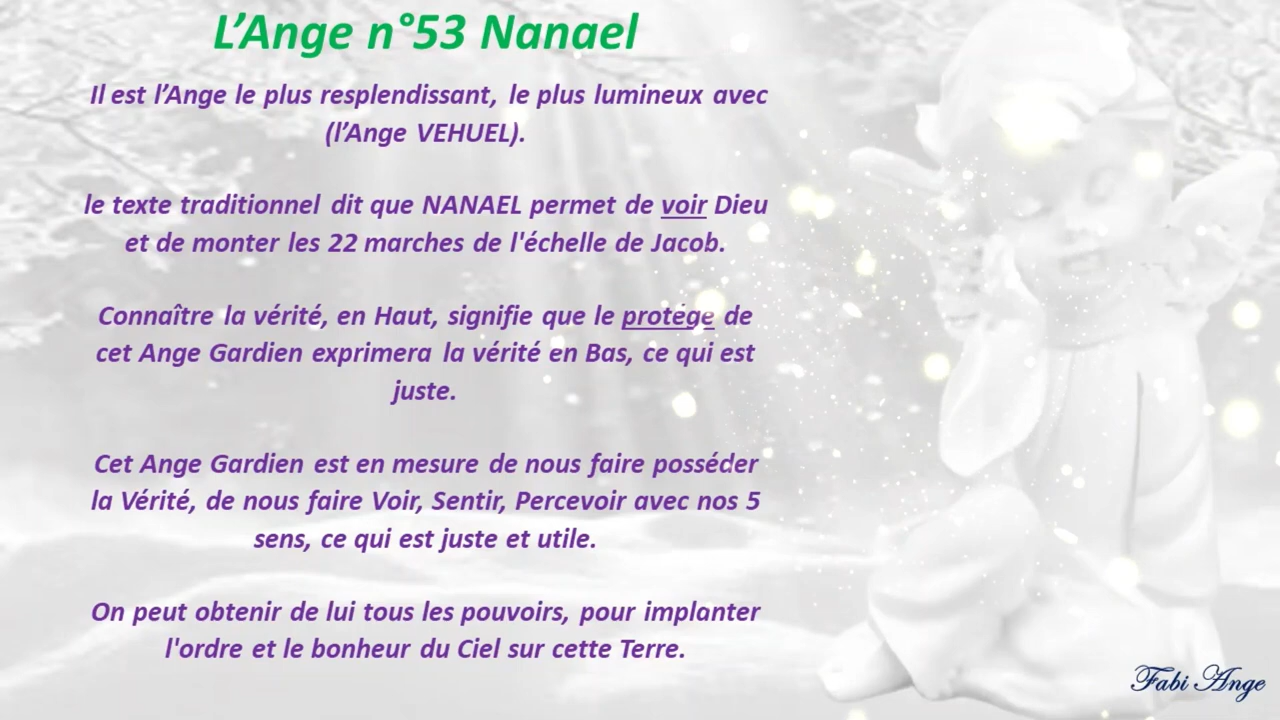 L’Ange n°53 Nanael
Il est l’Ange le plus resplendissant, le plus lumineux avec
(l’Ange VEHUEL).
le texte traditionnel dit que NANAEL permet de voir Dieu
et de monter les 22 marches de l'échelle de Jacob.
Connaître la vérité, en Haut, signifie que le protégé de
cet Ange Gardien exprimera la vérité en Bas, ce qui est
juste.
Cet Ange Gardien est en mesure de nous faire posséder
la Vérité, de nous faire Voir, Sentir, Percevoir avec nos 5
sens, ce qui est juste et utile.
On peut obtenir de lui tous les pouvoirs, pour implanter
l'ordre et le bonheur du Ciel sur cette Terre.
Fabi Ange